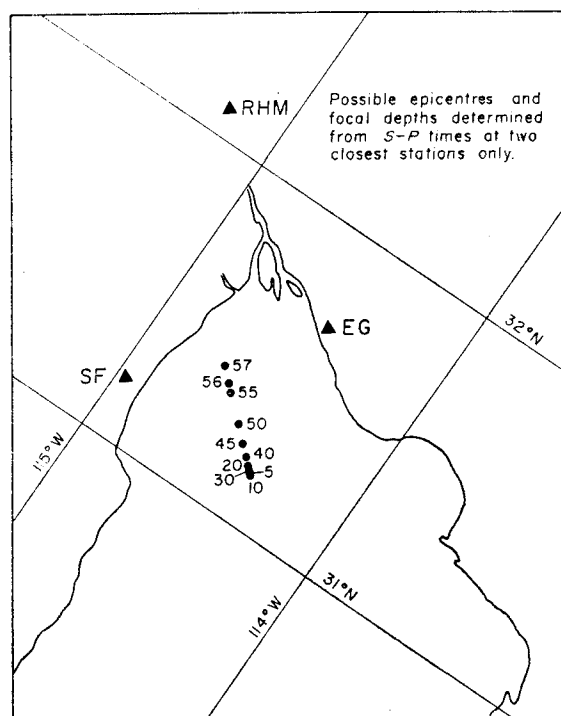 RHM
Possible epicentres and
focal depths determined
from S-P times at two
closest stations only.
EG
32°N
SF
57
56
55
50
115°W
45
40
20
5
30
10
31°N
114°W